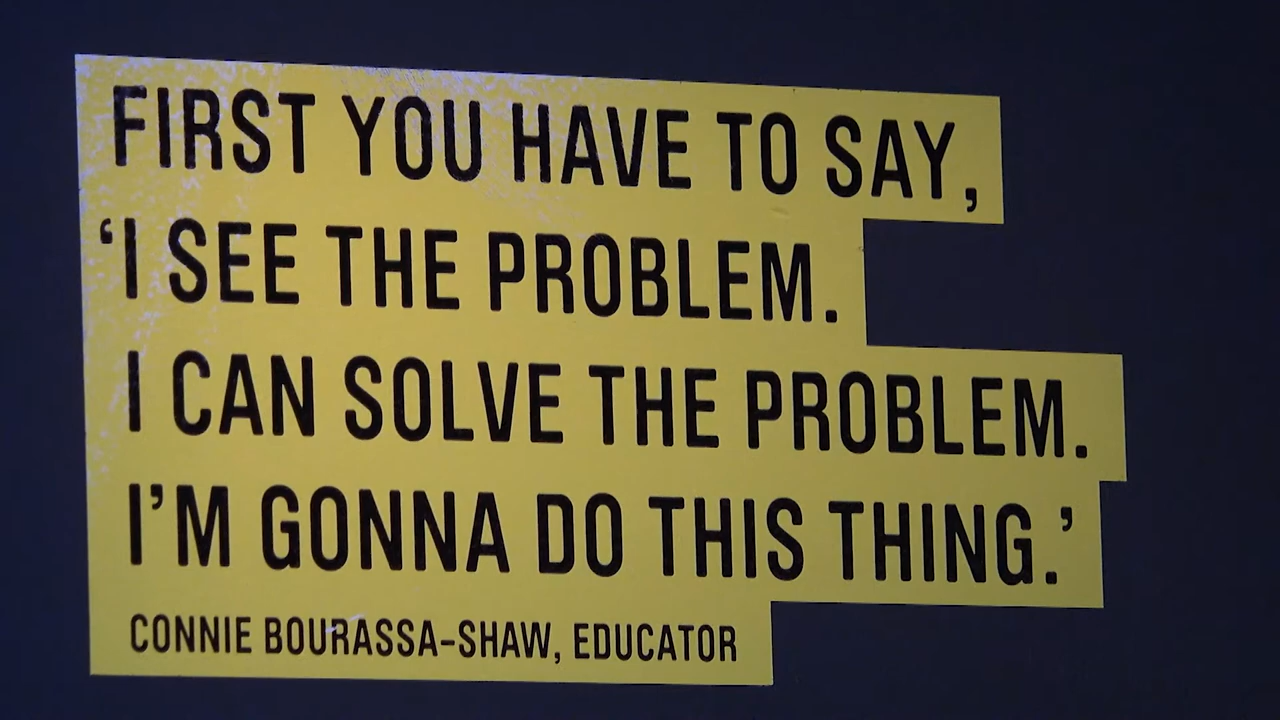 FIRST YOU HAVE TO SAY,
‘I SEE THE PROBLEM.
I CAN SOLVE THE PROBLEM.
I’M GONNA DO THIS THING.’
CONNIE BOURASSA-SHAW, EDUCATOR